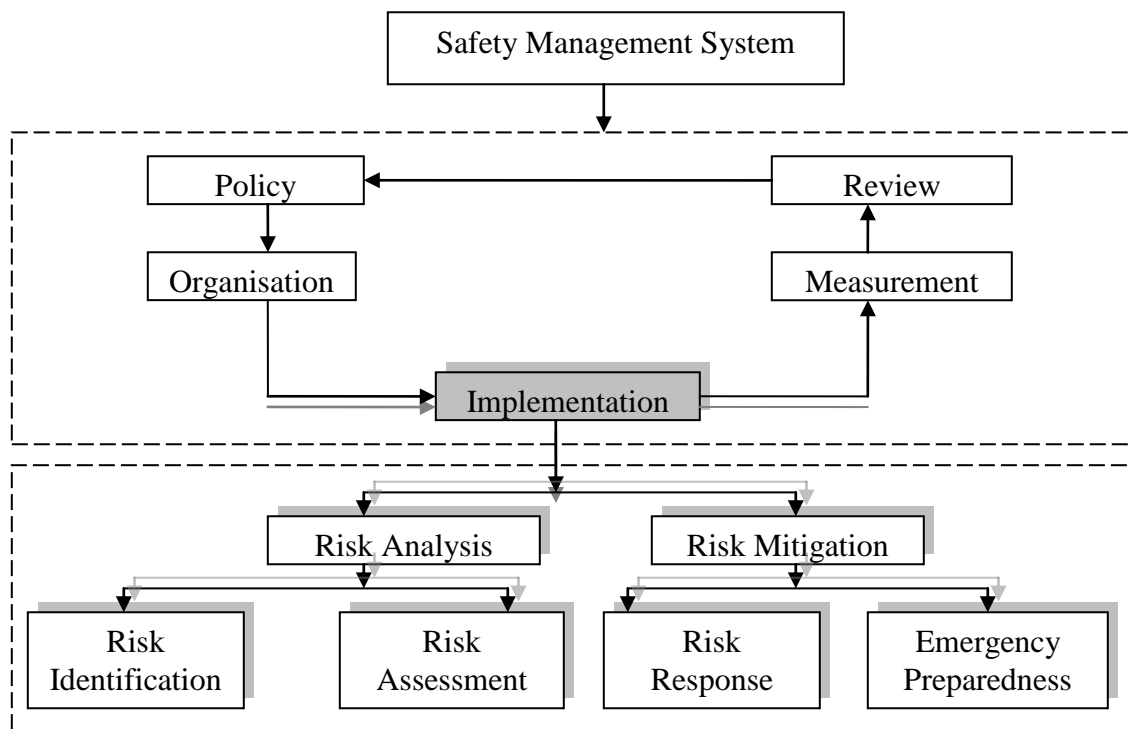 Safety Management System
Policy
Review
Organisation
Measurement
Implementation
Risk Analysis
Risk Mitigation
Risk
Identification
Risk
Assessment
Risk
Response
Emergency
Preparedness